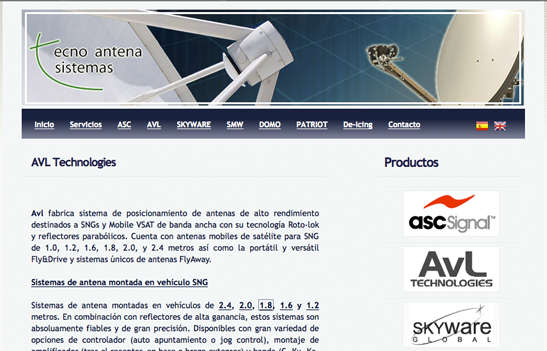 tecno antena
sistemas
Inicio Servicios ASC AVL SKYWARE SMW DOMO PATRIOT De-icing Contacto
AVL Technologies
Avl fabrica sistema de posicionamiento de antenas de alto rendimiento
destinados a SNGs y Mobile VSAT de banda ancha con su tecnología Roto-lok
y reflectores parabólicos. Cuenta con antenas mobiles de satélite para SNG
de 1.0, 1.2, 1.6, 1.8, 2.0, y 2.4 metros así como la portátil y versátil
Fly&Drive y sistemas únicos de antenas FlyAway.
Sistemas de antena montada en vehículo SNG
Sistemas de antena montadas en vehículos de 2.4, 2.0, 1.8, 1.6 y 1.2
metros. En combinación con reflectores de alta ganancia, estos sistemas son
absoluamente fiables y de gran precisión. Disponibles con gran variedad de
opciones de controlador (auto apuntamiento o jog control), montaje de
Productos
ascSignal™
AvL
TECHNOLOGIES
SKYWARE
GLOBAL